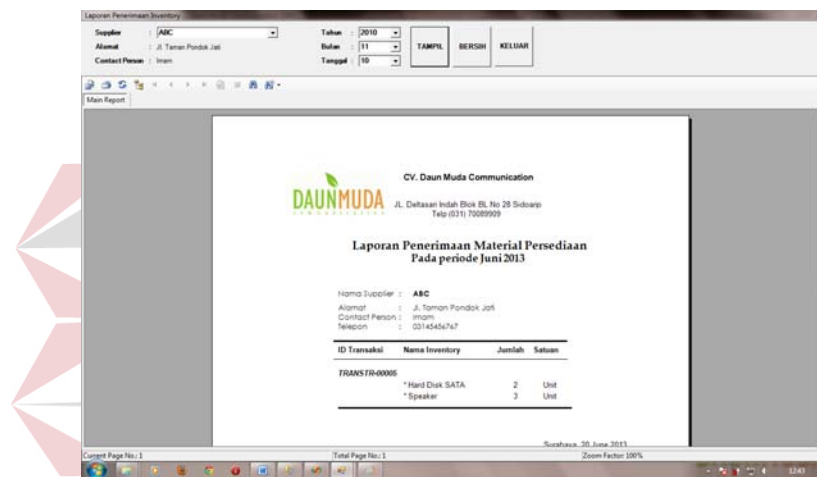 Laporan Penerimaan Inventory
Supplier : ABC Tahun : 2010
Alamat : Jl. Taman Pondok Jati Bulan : 11
Contact Person : Imam Tanggal : 10
TAMPIL BERSIH KELUAR
Main Report
CV. Daun Muda Communication
DAUNMUDA
communication
JL. Deltasari Indah Blok BL No 28 Sidoarjo
Telp (031) 70089909
Laporan Penerimaan Material Persediaan
Pada periode Juni 2013
Nama Supplier : ABC
Alamat : Jl. Taman Pondok Jati
Contact Person : Imam
Telepon : 03145456767
ID Transaksi Nama Inventory Jumlah Satuan
TRANSTR-00005
* Hard Disk SATA 2 Unit
* Speaker 3 Unit
Surabaya, 20 June 2013
Current Page No.: 1 Total Page No.: 1 Zoom Factor: 100%
12:43